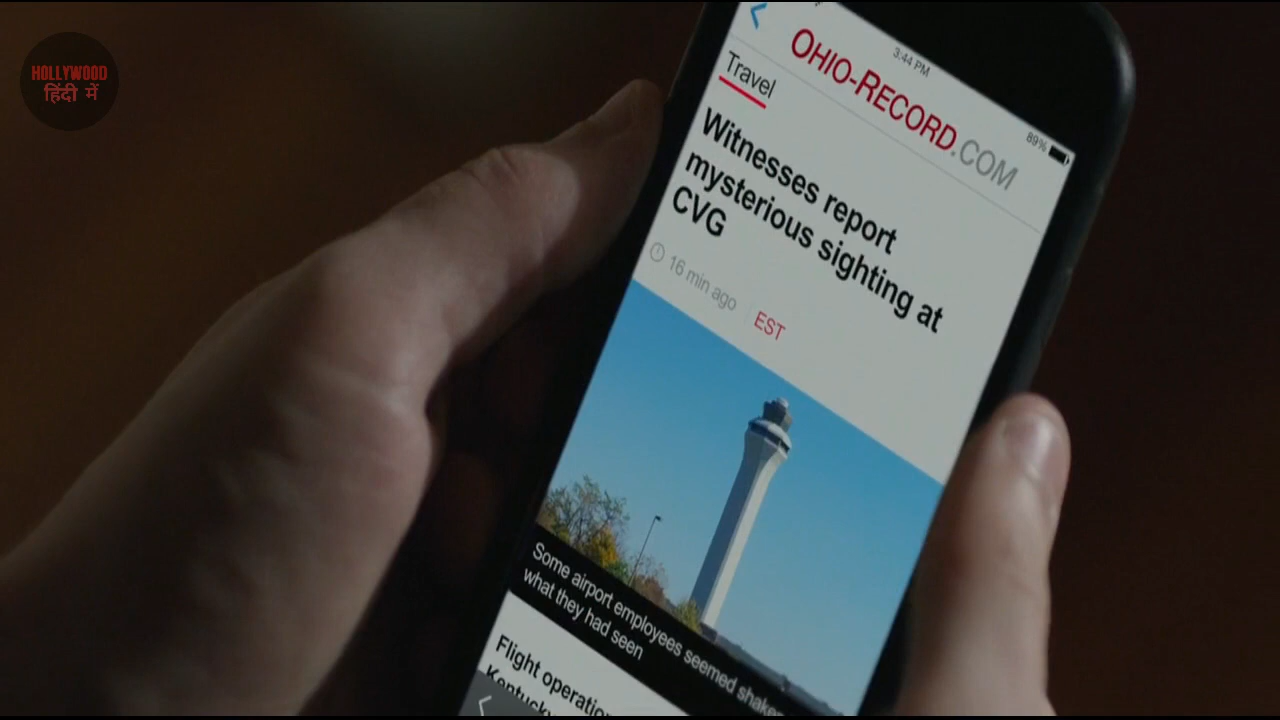 HOLLYWOOD
हिंदी में
3:44 PM
89%
OHIO-RECORD.COM
Travel
Witnesses report
mysterious sighting at
CVG
16 min ago EST
Some airport employees seemed shaken
what they had seen
Flight operation
Kentucky